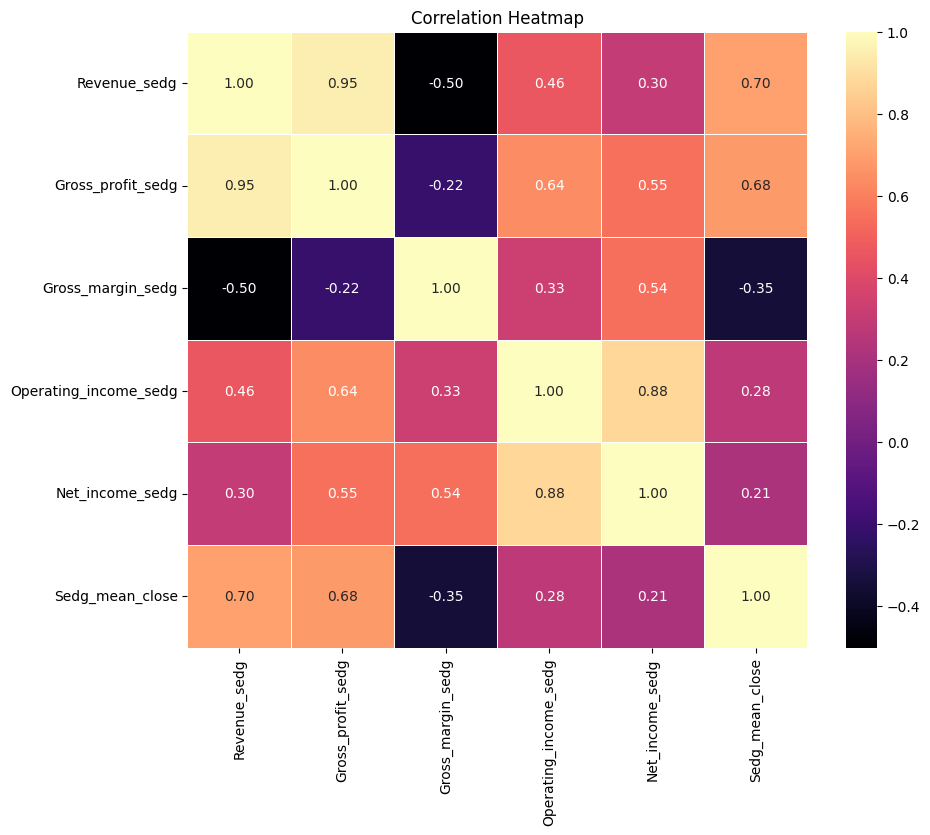 Correlation Heatmap
Revenue_sedg 1.00 0.95 -0.50 0.46 0.30 0.70
Gross_profit_sedg 0.95 1.00 -0.22 0.64 0.55 0.68
Gross_margin_sedg -0.50 -0.22 1.00 0.33 0.54 -0.35
Operating_income_sedg 0.46 0.64 0.33 1.00 0.88 0.28
Net_income_sedg 0.30 0.55 0.54 0.88 1.00 0.21
Sedg_mean_close 0.70 0.68 -0.35 0.28 0.21 1.00
Revenue_sedg
Gross_profit_sedg
Gross_margin_sedg
Operating_income_sedg
Net_income_sedg
Sedg_mean_close
1.0
0.8
0.6
0.4
0.2
0.0
−0.2
−0.4